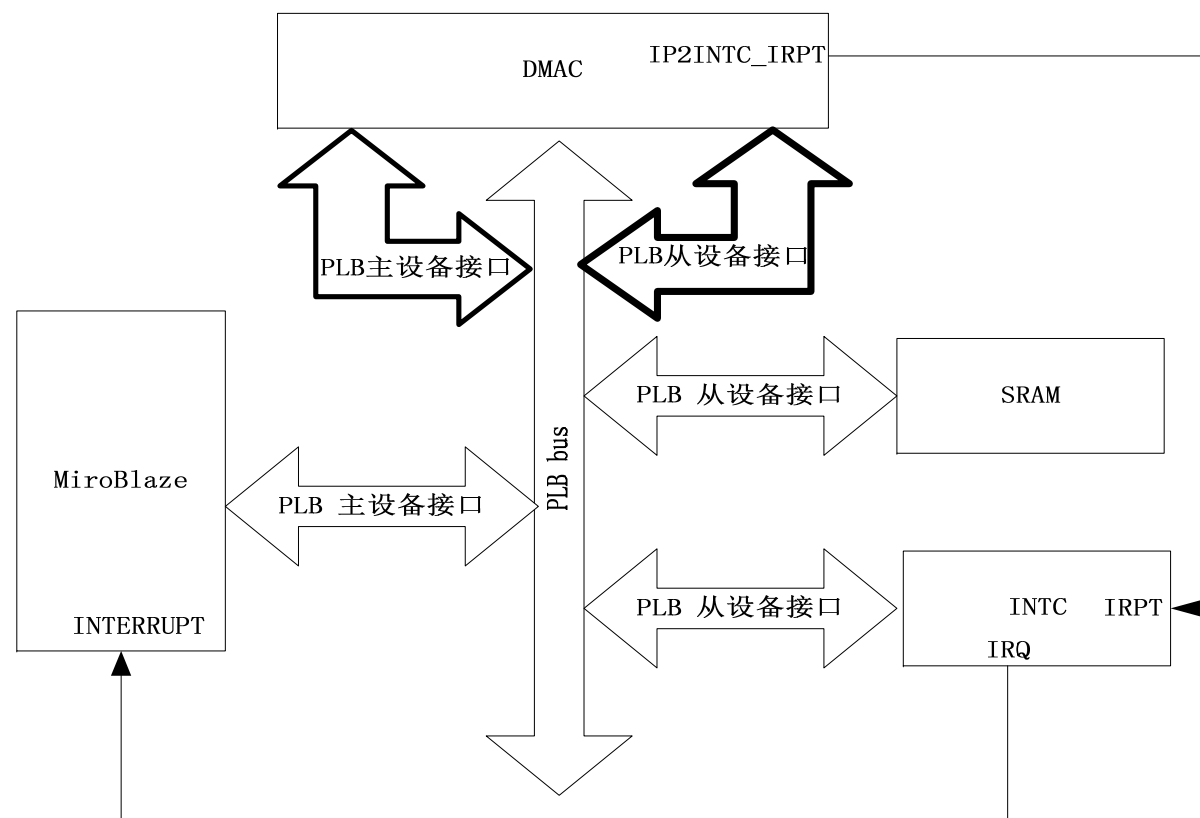 IP2INTC_IRPT
DMAC
PLB主设备接口
PLB从设备接口
PLB 从设备接口
SRAM
PLB bus
MiroBlaze
PLB 主设备接口
PLB 从设备接口
INTC
IRPT
INTERRUPT
IRQ